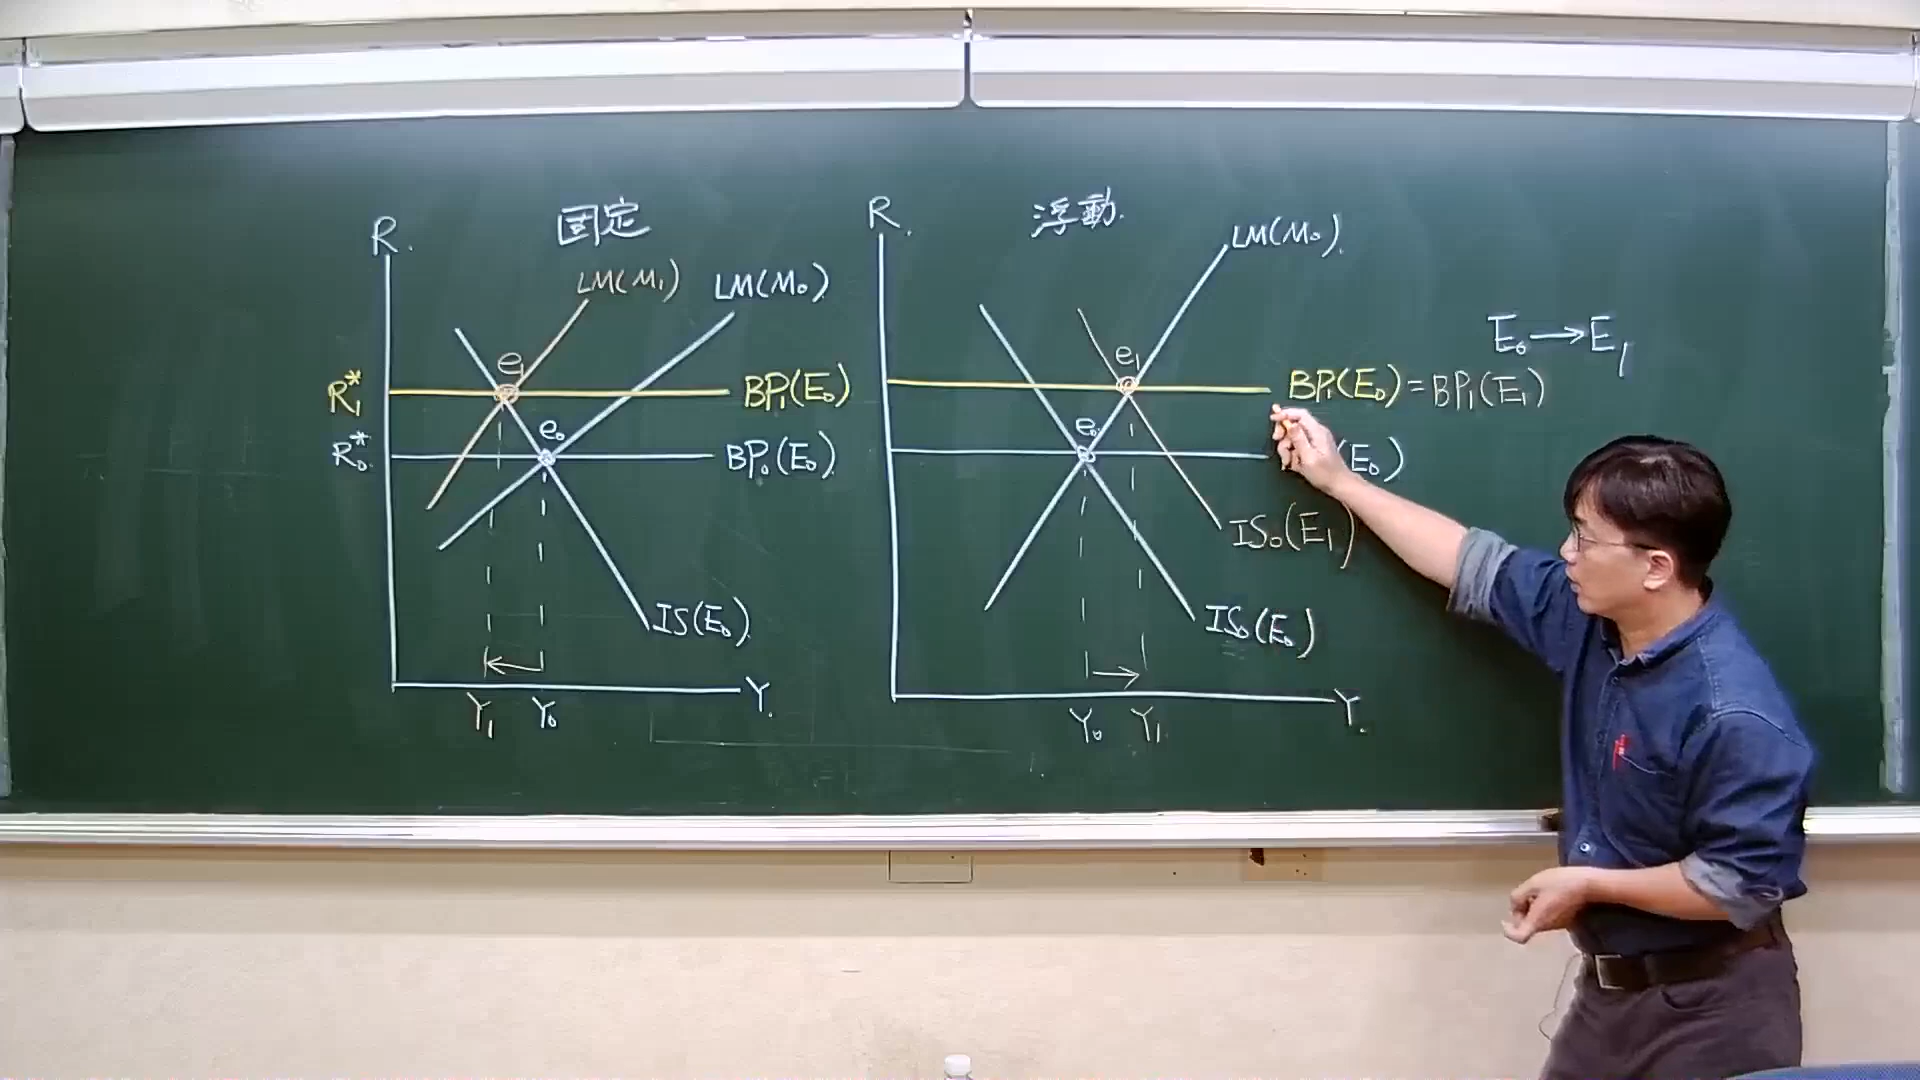 固定
R.
LM(M₁)
LM(M₀)
e₁
R₁*
BP₁(E₀)
e₀
R₀*
BP₀(E₀)
IS(E₀)
Y₁
Y₀
Y.
浮動.
R.
LM(M₀).
E₀→E₁
e₁
BP₁(E₀)=BP₁(E₁)
e₀
(E₀)
IS₀(E₁)
IS₀(E₀)
Y₀
Y₁
Y.